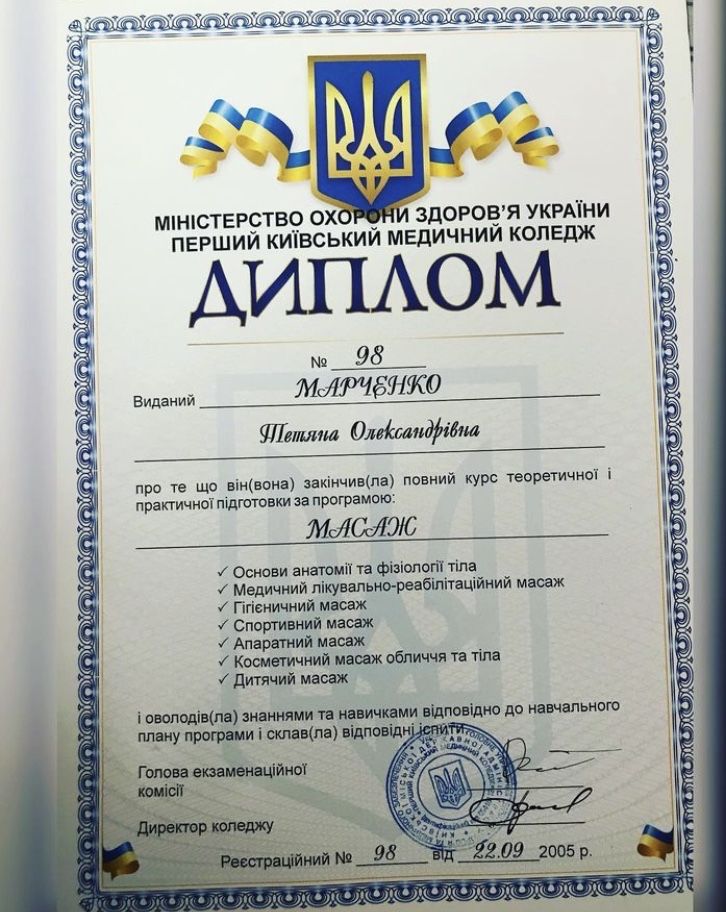 МІНІСТЕРСТВО ОХОРОНИ ЗДОРОВ’Я УКРАЇНИ
ПЕРШИЙ КИЇВСЬКИЙ МЕДИЧНИЙ КОЛЕДЖ
ДИПЛОМ
№ 98
Виданий МАРЧЕНКО
Тетяна Олександрівна
про те що він(вона) закінчив(ла) повний курс теоретичної і
практичної підготовки за програмою:
МАСАЖ
✓ Основи анатомії та фізіології тіла
✓ Медичний лікувально-реабілітаційний масаж
✓ Гігієничний масаж
✓ Спортивний масаж
✓ Апаратний масаж
✓ Косметичний масаж обличчя та тіла
✓ Дитячий масаж
і оволодів(ла) знаннями та навичками відповідно до навчального
плану програми і склав(ла) відповідні іспити
Голова екзаменаційної
комісії
Директор коледжу
Реєстраційний № 98 від 22.09 2005 р.